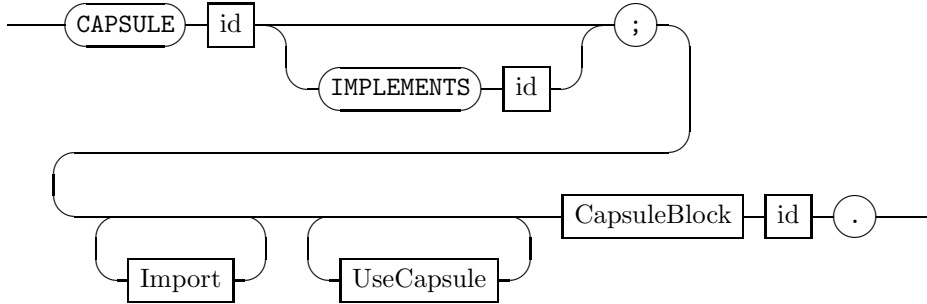 CAPSULE id ;
IMPLEMENTS id
CapsuleBlock id .
Import UseCapsule